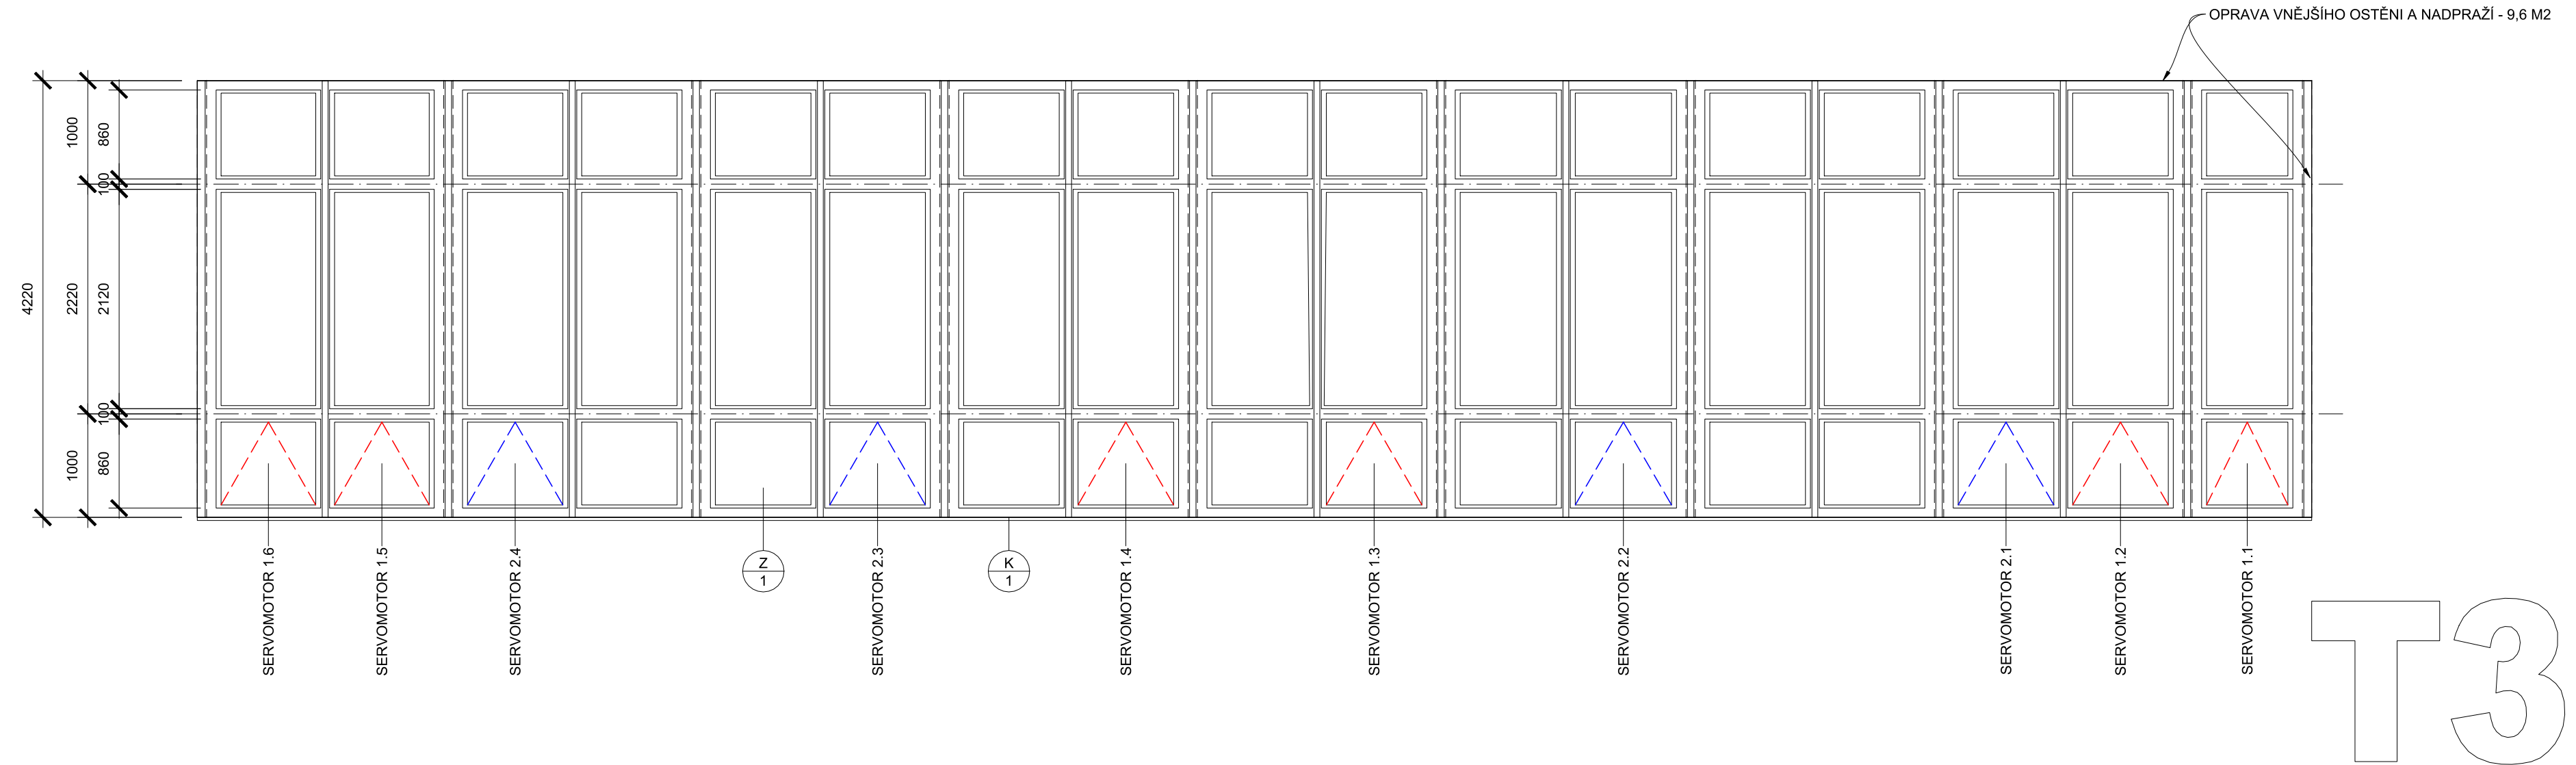 OPRAVA VNĚJŠÍHO OSTĚNI A NADPRAŽÍ - 9,6 M2
4220
1000
2220
1000
860
100
2120
100
860
SERVOMOTOR 1.6
SERVOMOTOR 1.5
SERVOMOTOR 2.4
Z
1
SERVOMOTOR 2.3
K
1
SERVOMOTOR 1.4
SERVOMOTOR 1.3
SERVOMOTOR 2.2
SERVOMOTOR 2.1
SERVOMOTOR 1.2
SERVOMOTOR 1.1
T3